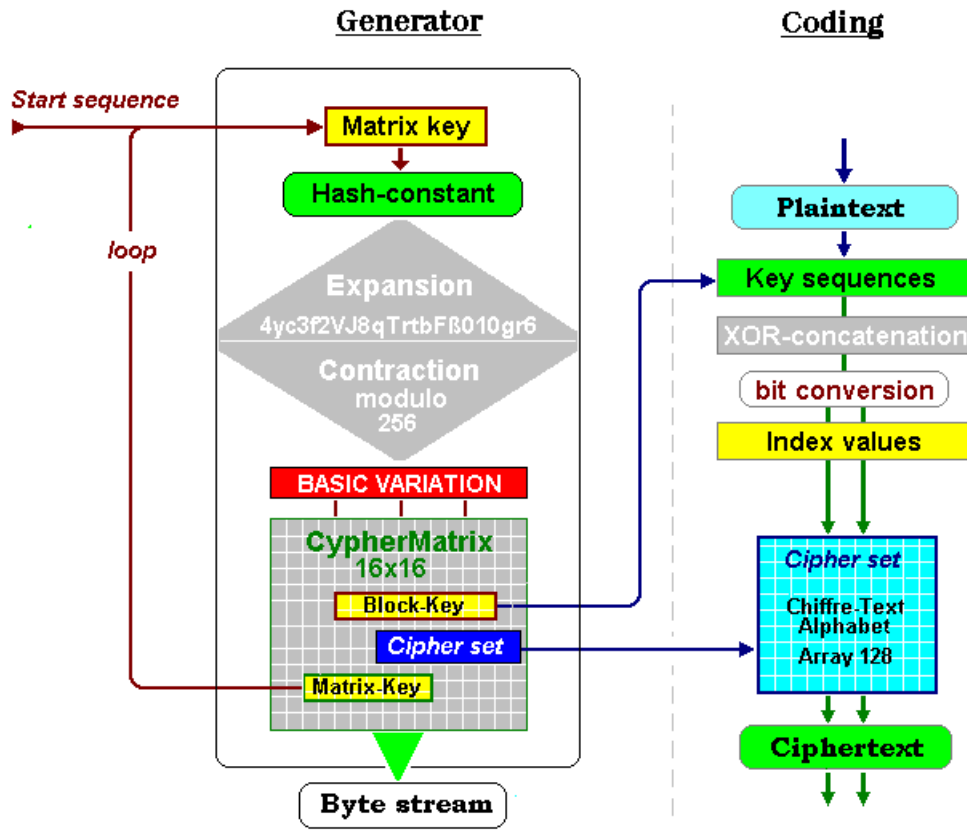 Generator
Coding
Start sequence
Matrix key
Hash-constant
Plaintext
loop
Key sequences
Expansion
4yc3f2VJ8qTrtbFß010gr6
XOR-concatenation
Contraction
modulo
256
bit conversion
Index values
BASIC VARIATION
CypherMatrix
16x16
Cipher set
Block-Key
Chiffre-Text
Alphabet
Cipher set
Array 128
Matrix-Key
Ciphertext
Byte stream